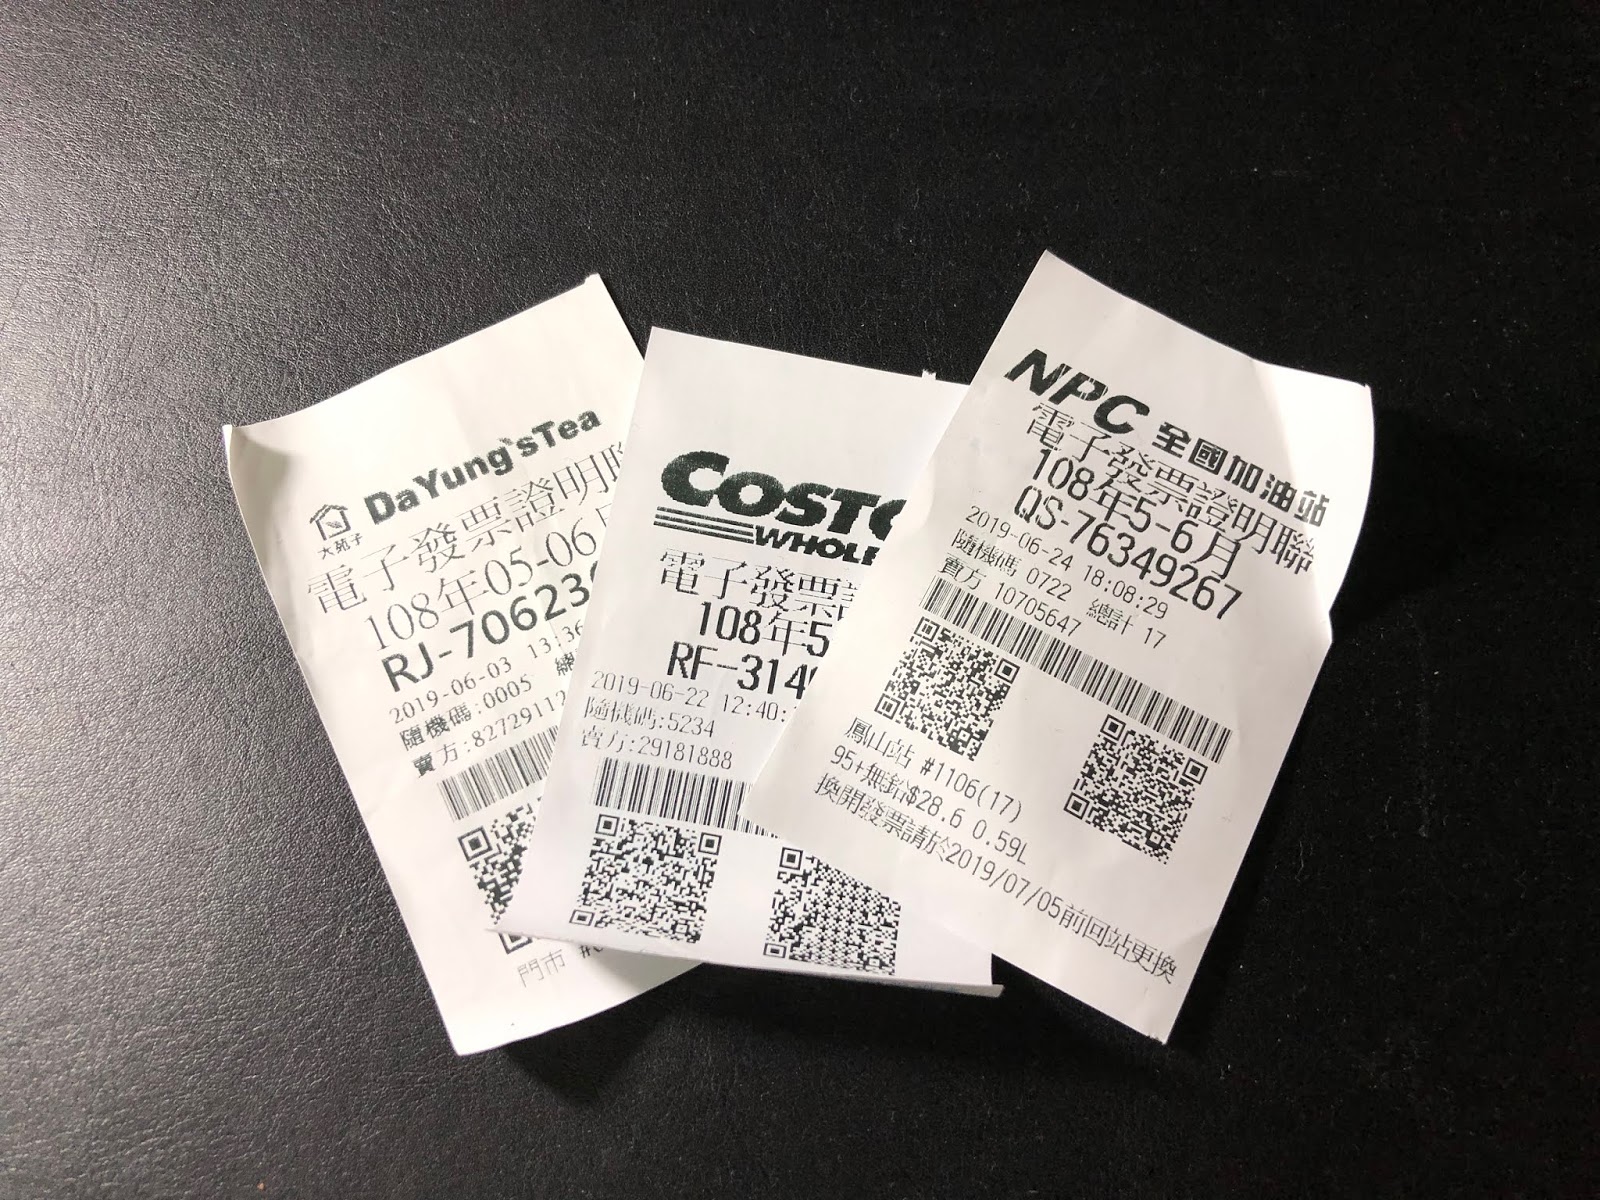 DaYung'sTea
大苑子
電子發票證明
108年05-06
RJ-70623
2019-06-03 13:36
隨機碼:0005
賣方:8272911
門市
COSTC
WHOLE
電子發票
108年5
RF-314
2019-06-22 12:40:
隨機碼:5234
賣方:29181888
NPC 全國加油站
電子發票證明聯
108年5-6月
QS-76349267
2019-06-24 18:08:29
隨機碼 0722 總計 17
賣方 10705647
鳳山站 #1106(17)
95+無鉛$28.6 0.59L
換開發票請於2019/07/05前回站更換